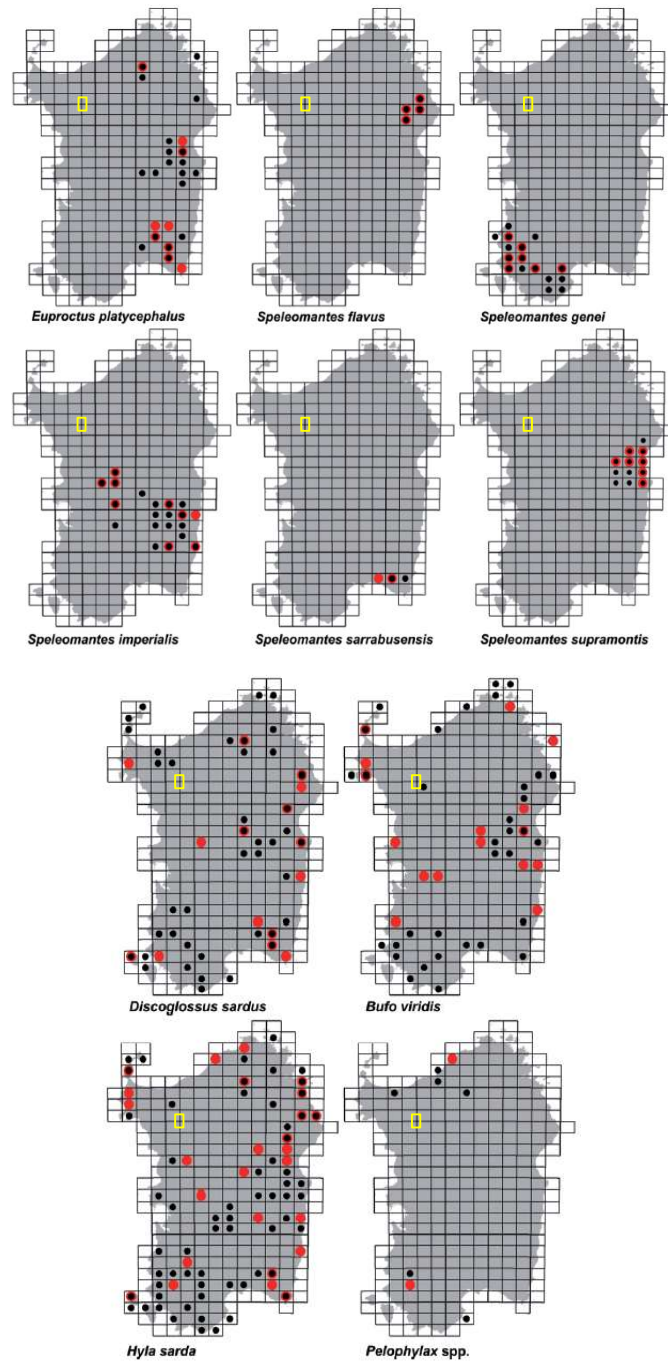 Euproctus platycephalus
Speleomantes flavus
Speleomantes genei
Speleomantes imperialis
Speleomantes sarrabusensis
Speleomantes supramontis
Discoglossus sardus
Bufo viridis
Hyla sarda
Pelophylax spp.